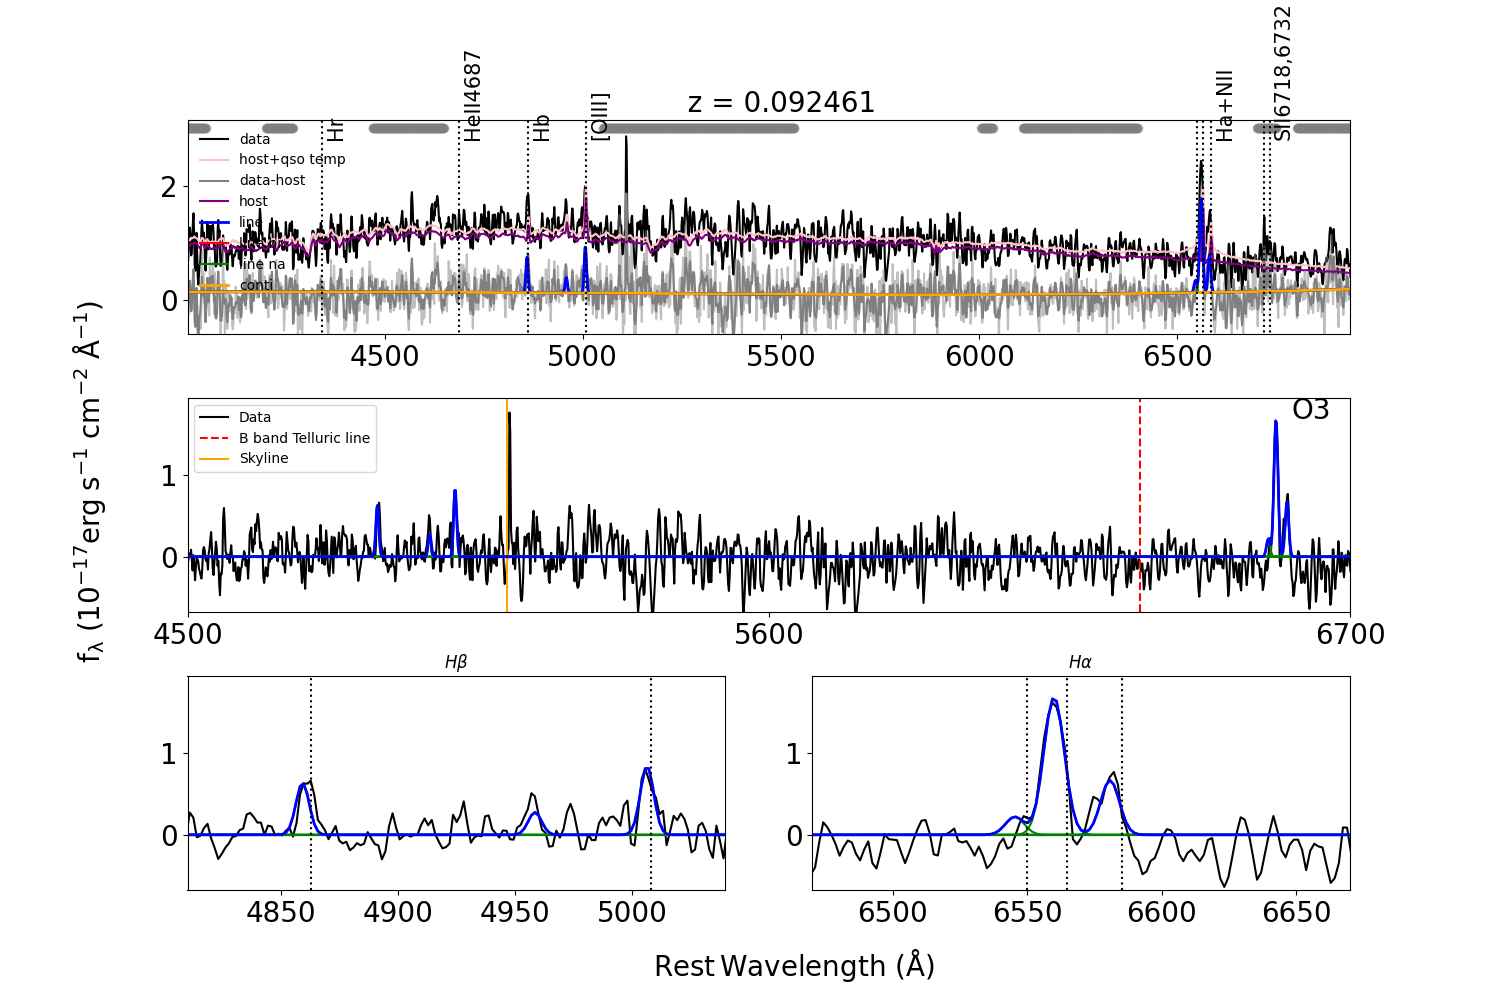 z = 0.092461
Hr
HeII4687
Hb
[OIII]
Ha+NII
SII6718,6732
data
host+qso temp
data-host
host
line
line na
conti
2
0
4500 5000 5500 6000 6500
fλ (10⁻¹⁷erg s⁻¹ cm⁻² Å⁻¹)
O3
Data
B band Telluric line
Skyline
1
0
4500 5600 6700
Hβ
1
0
4850 4900 4950 5000
Hα
1
0
6500 6550 6600 6650
Rest Wavelength (Å)